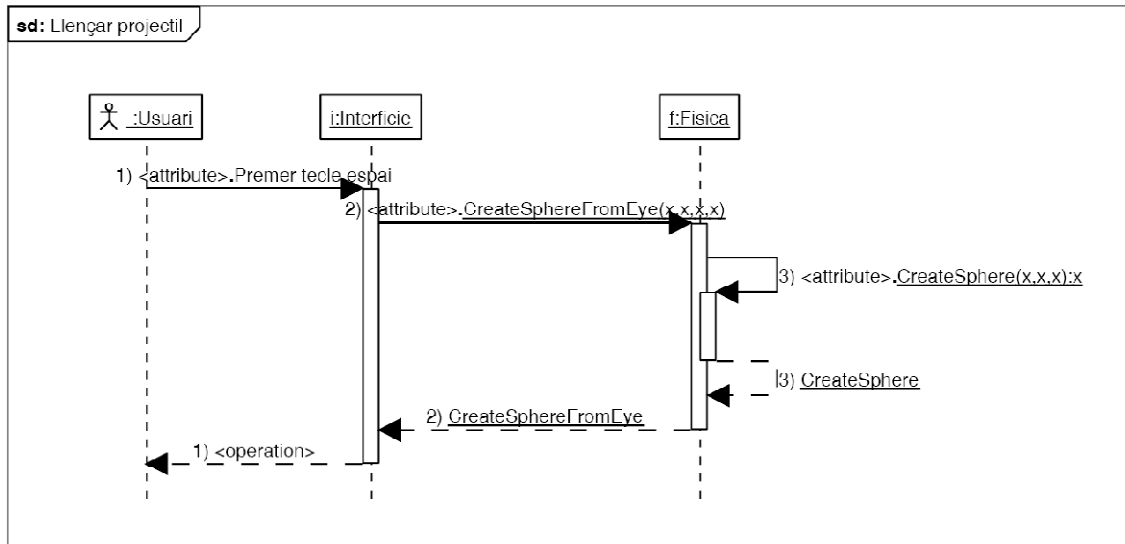 sd: Llençar projectil
:Usuari
i:Interficie
f:Fisica
1) <attribute>.Premer tecle espai
2) <attribute>.CreateSphereFromEye(x,x,x,x)
3) <attribute>.CreateSphere(x,x,x):x
3) CreateSphere
2) CreateSphereFromEye
1) <operation>